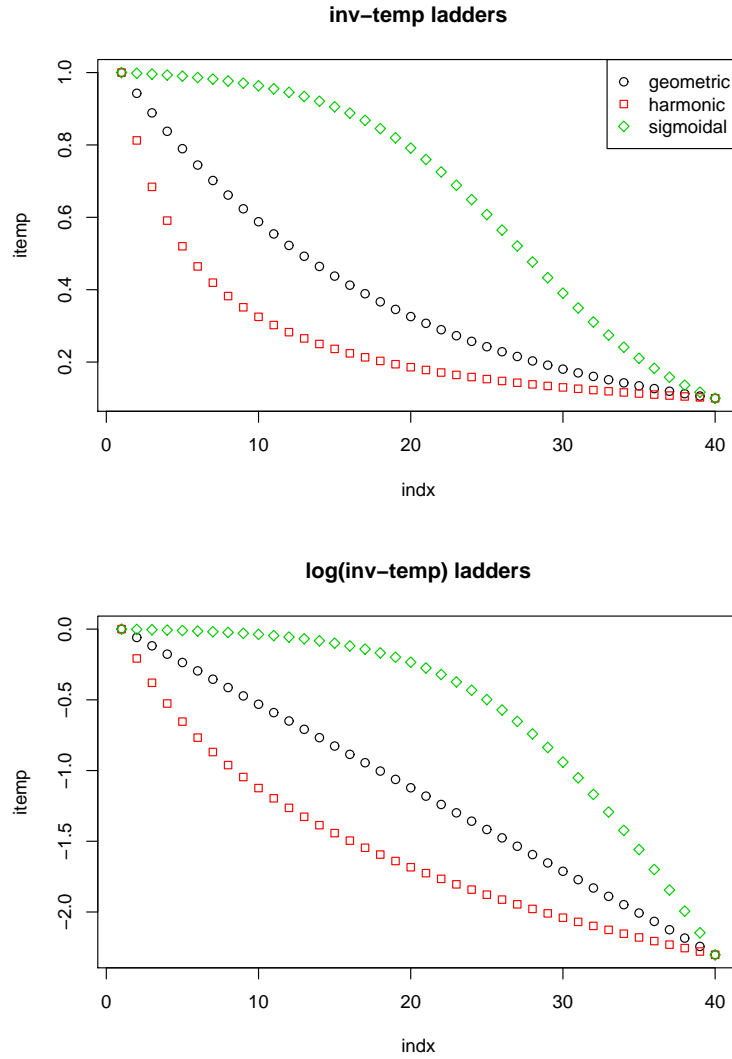 inv−temp ladders
geometric
harmonic
sigmoidal
itemp
1.0
0.8
0.6
0.4
0.2
0 10 20 30 40
indx
log(inv−temp) ladders
itemp
0.0
−0.5
−1.0
−1.5
−2.0
0 10 20 30 40
indx